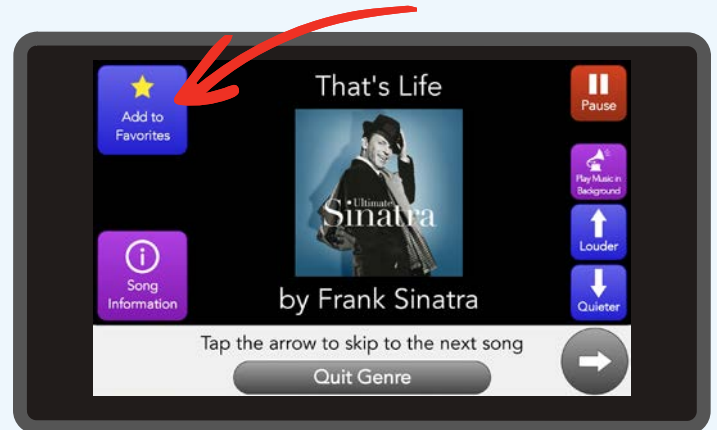 Add to
Favorites
That's Life
Pause
Ultimate
Sinatra
Play Music in
Background
Louder
Song
Information
by Frank Sinatra
Quieter
Tap the arrow to skip to the next song
Quit Genre